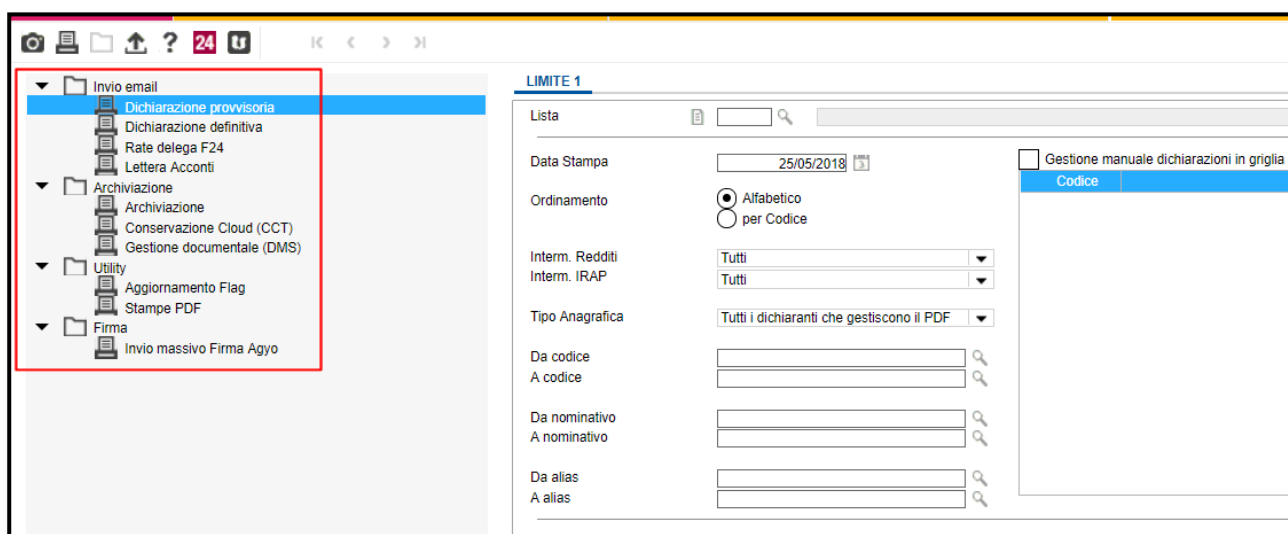 ? 24
Invio email
Dichiarazione provvisoria
Dichiarazione definitiva
Rate delega F24
Lettera Acconti
Archiviazione
Archiviazione
Conservazione Cloud (CCT)
Gestione documentale (DMS)
Utility
Aggiornamento Flag
Stampe PDF
Firma
Invio massivo Firma Agyo
LIMITE 1
Lista
Data Stampa 25/05/2018
Gestione manuale dichiarazioni in griglia
Codice
Ordinamento Alfabetico
per Codice
Interm. Redditi Tutti
Interm. IRAP Tutti
Tipo Anagrafica Tutti i dichiaranti che gestiscono il PDF
Da codice
A codice
Da nominativo
A nominativo
Da alias
A alias